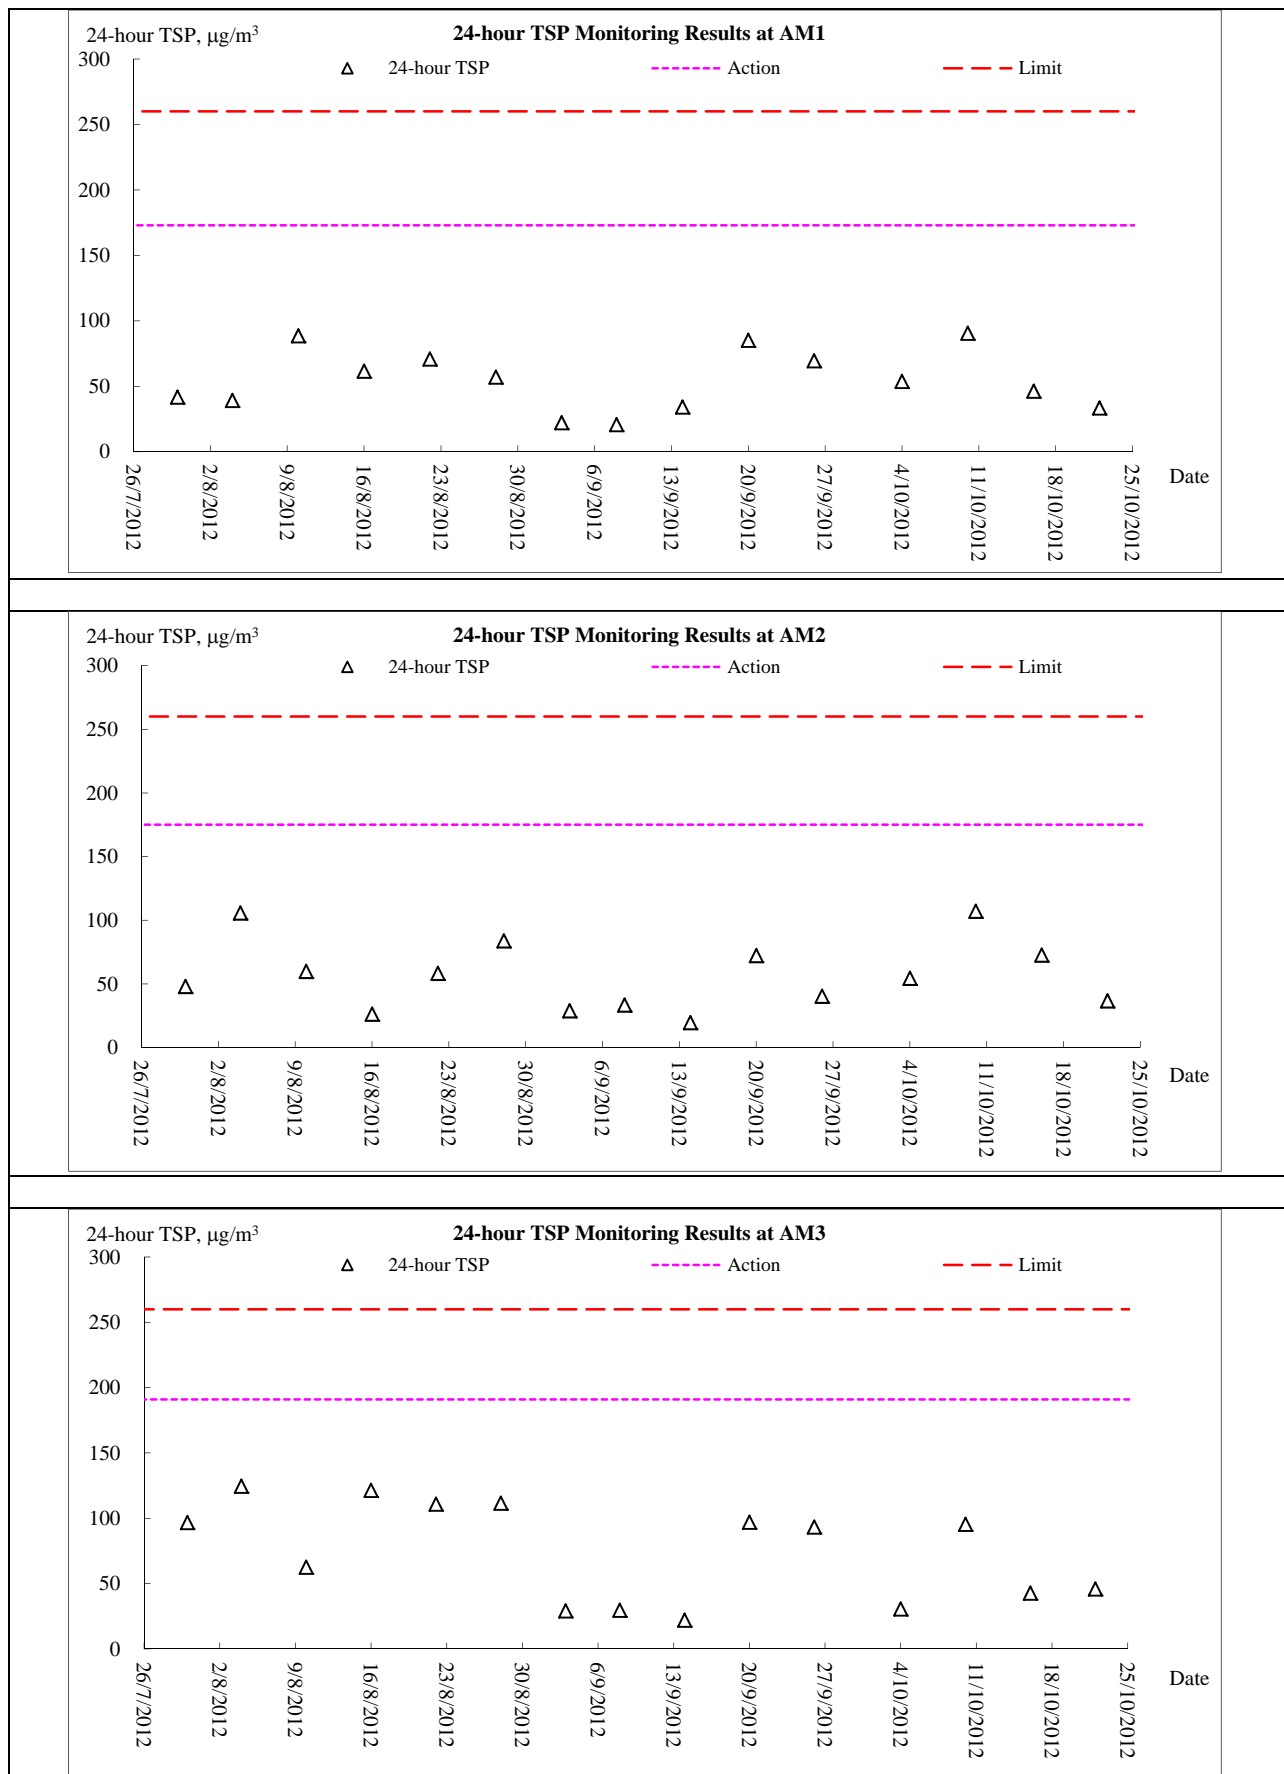 24-hour TSP, μg/m³
24-hour TSP Monitoring Results at AM1
24-hour TSP Action Limit
300
250
200
150
100
50
0
26/7/2012 2/8/2012 9/8/2012 16/8/2012 23/8/2012 30/8/2012 6/9/2012 13/9/2012 20/9/2012 27/9/2012 4/10/2012 11/10/2012 18/10/2012 25/10/2012 Date
24-hour TSP, μg/m³
24-hour TSP Monitoring Results at AM2
24-hour TSP Action Limit
300
250
200
150
100
50
0
26/7/2012 2/8/2012 9/8/2012 16/8/2012 23/8/2012 30/8/2012 6/9/2012 13/9/2012 20/9/2012 27/9/2012 4/10/2012 11/10/2012 18/10/2012 25/10/2012 Date
24-hour TSP, μg/m³
24-hour TSP Monitoring Results at AM3
24-hour TSP Action Limit
300
250
200
150
100
50
0
26/7/2012 2/8/2012 9/8/2012 16/8/2012 23/8/2012 30/8/2012 6/9/2012 13/9/2012 20/9/2012 27/9/2012 4/10/2012 11/10/2012 18/10/2012 25/10/2012 Date